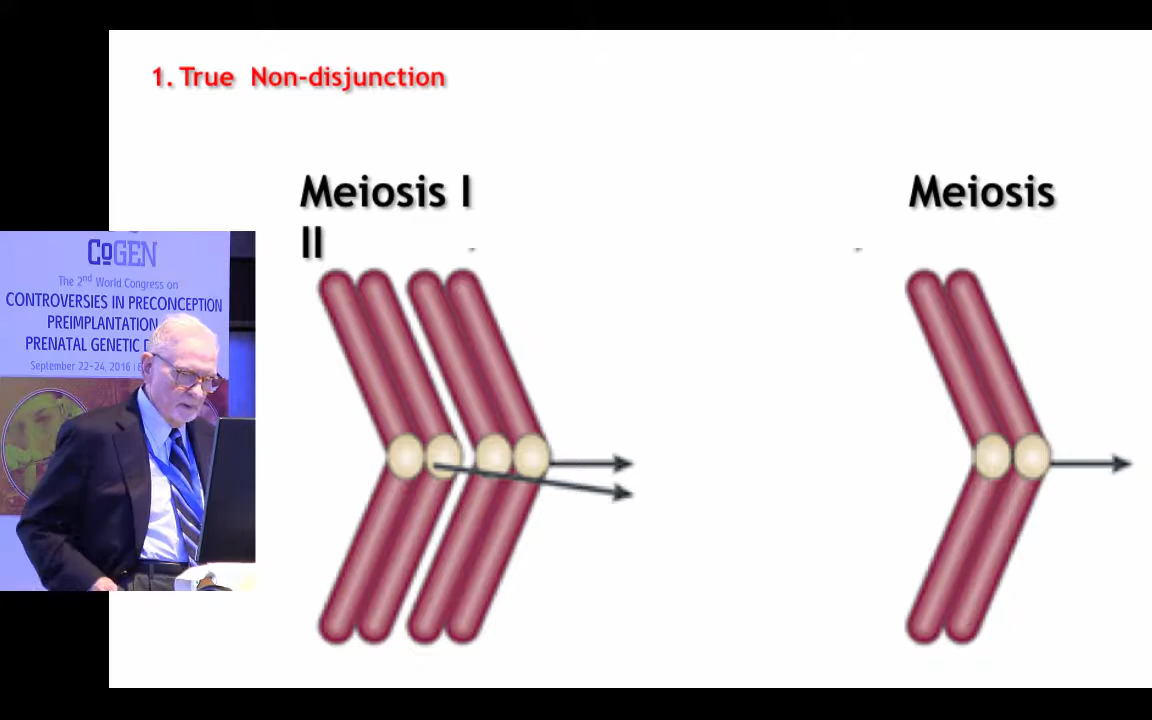 1. True Non-disjunction
Meiosis I
II
Meiosis
CoGEN
The 2nd World Congress on
CONTROVERSIES IN PRECONCEPTION
PREIMPLANTATION
PRENATAL GENETIC D
September 22-24, 2016